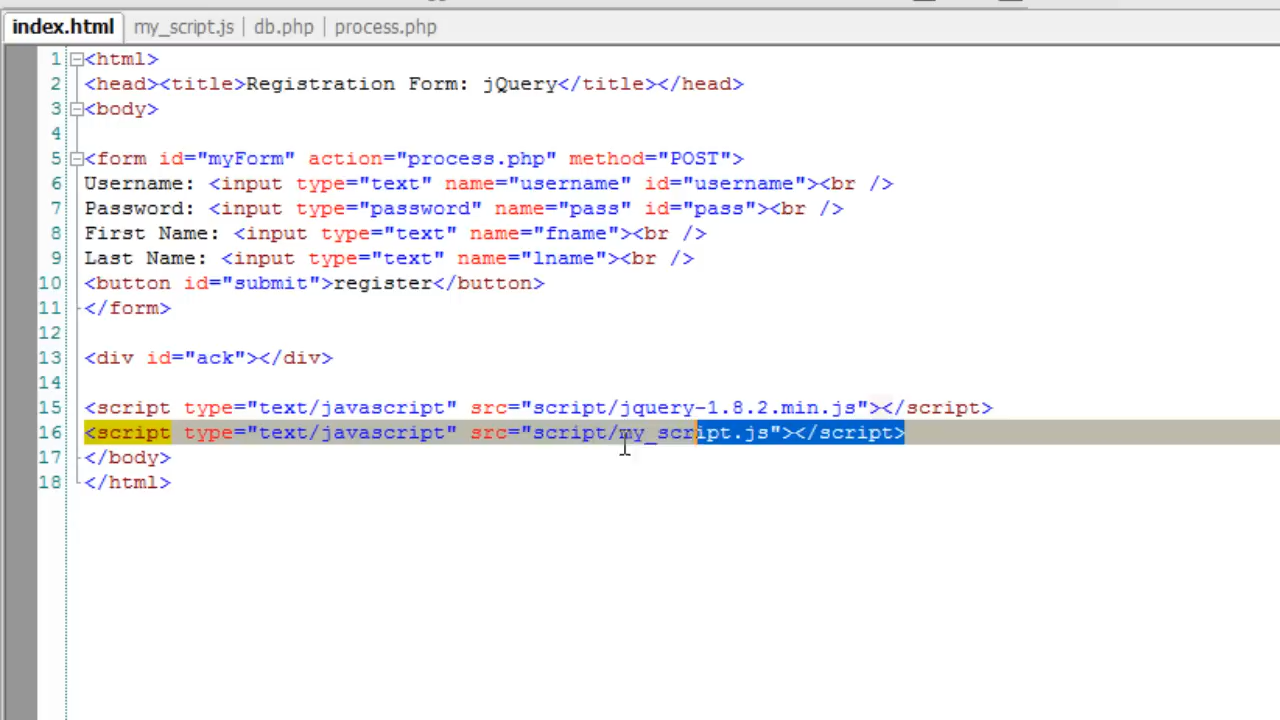 index.html my_script.js db.php process.php
1 <html>
2 <head><title>Registration Form: jQuery</title></head>
3 <body>
4
5 <form id="myForm" action="process.php" method="POST">
6 Username: <input type="text" name="username" id="username"><br />
7 Password: <input type="password" name="pass" id="pass"><br />
8 First Name: <input type="text" name="fname"><br />
9 Last Name: <input type="text" name="lname"><br />
10 <button id="submit">register</button>
11 </form>
12
13 <div id="ack"></div>
14
15 <script type="text/javascript" src="script/jquery-1.8.2.min.js"></script>
16 <script type="text/javascript" src="script/my_script.js"></script>
17 </body>
18 </html>